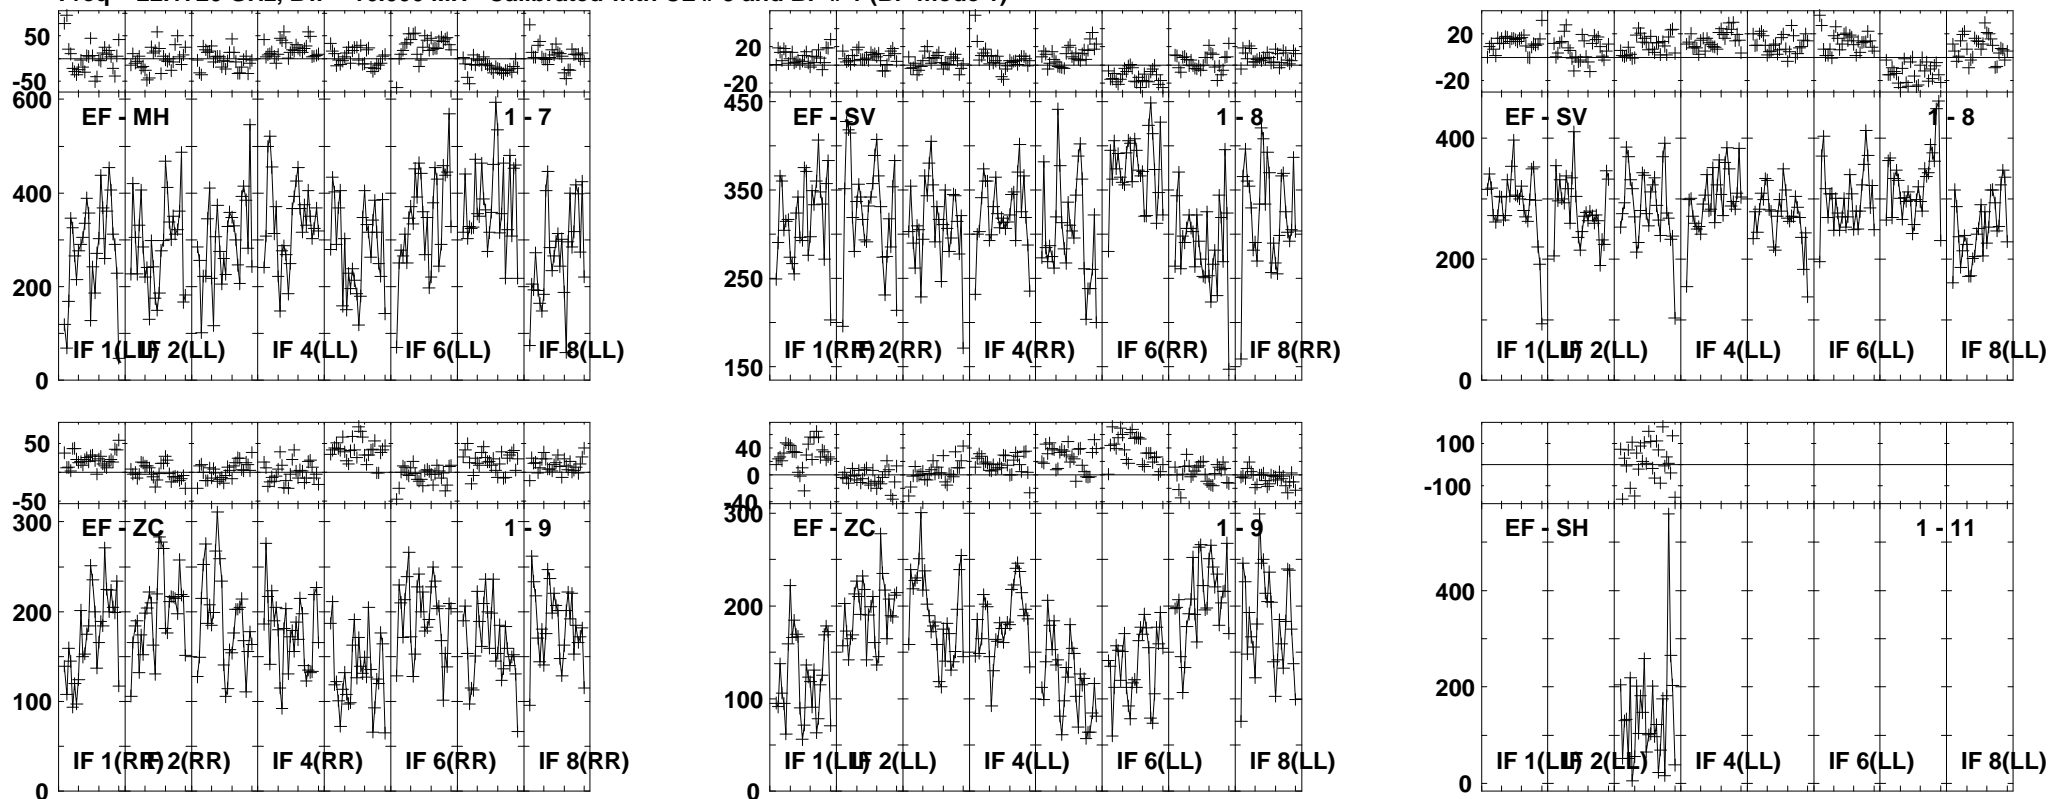 50
-50
600
400
200
0
EF - MH 1 - 7
IF 1(LL) IF 2(LL) IF 4(LL) IF 6(LL) IF 8(LL)
20
-20
450
350
250
150
EF - SV 1 - 8
IF 1(RR) IF 2(RR) IF 4(RR) IF 6(RR) IF 8(RR)
20
-20
400
200
0
EF - SV 1 - 8
IF 1(LL) IF 2(LL) IF 4(LL) IF 6(LL) IF 8(LL)
50
-50
300
200
100
0
EF - ZC 1 - 9
IF 1(RR) IF 2(RR) IF 4(RR) IF 6(RR) IF 8(RR)
40
0
-40
300
200
100
0
EF - ZC 1 - 9
IF 1(LL) IF 2(LL) IF 4(LL) IF 6(LL) IF 8(LL)
100
-100
400
200
0
EF - SH 1 - 11
IF 1(LL) IF 2(LL) IF 4(LL) IF 6(LL) IF 8(LL)